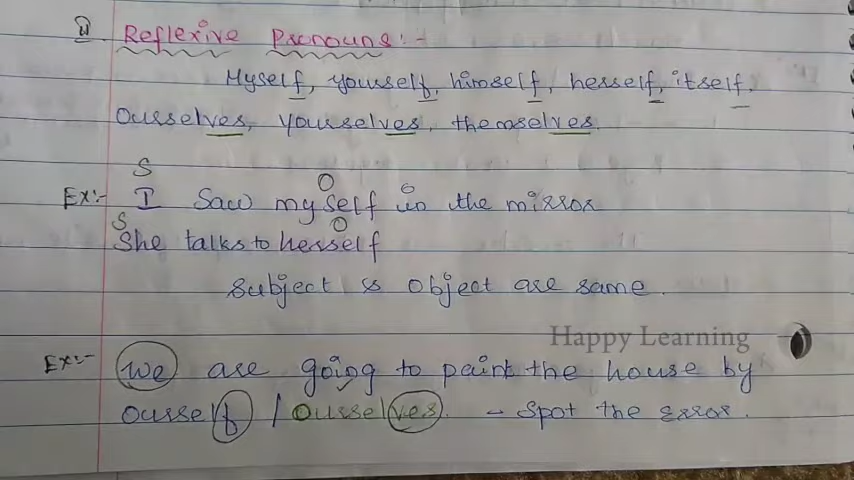 ii. Reflexive Pronouns:-
Myself, yourself, himself, herself, itself,
Ourselves, yourselves, themselves.
S O O
Ex:- I saw myself in the mirror
S O
She talks to herself
Subject & object are same.
Happy Learning
Ex:- We are going to paint the house by
ourself / ourselves. - Spot the error.